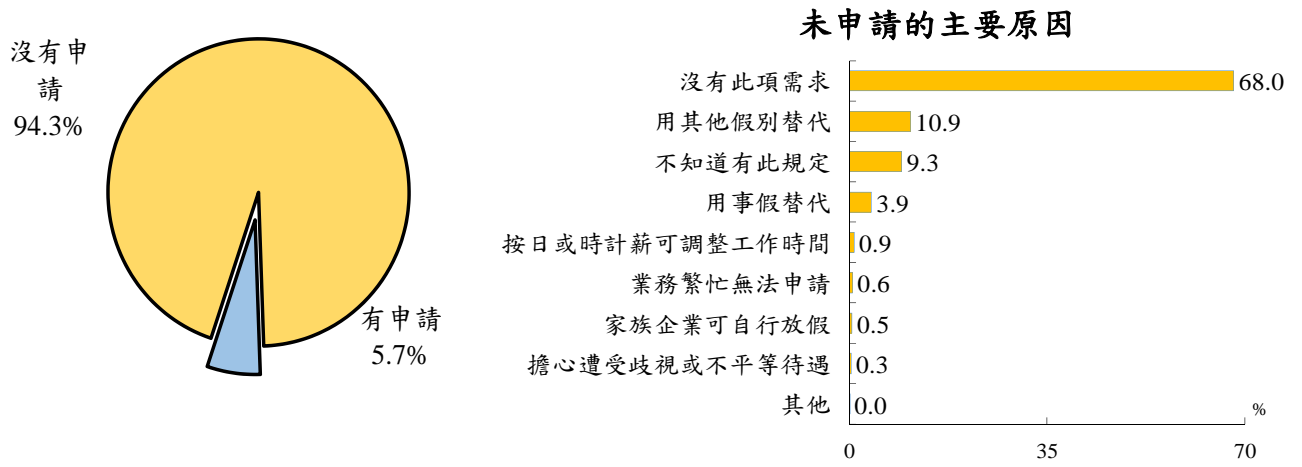 沒有申
請
94.3%
有申請
5.7%
未申請的主要原因
沒有此項需求 68.0
用其他假別替代 10.9
不知道有此規定 9.3
用事假替代 3.9
按日或時計薪可調整工作時間 0.9
業務繁忙無法申請 0.6
家族企業可自行放假 0.5
擔心遭受歧視或不平等待遇 0.3
其他 0.0
%
0 35 70